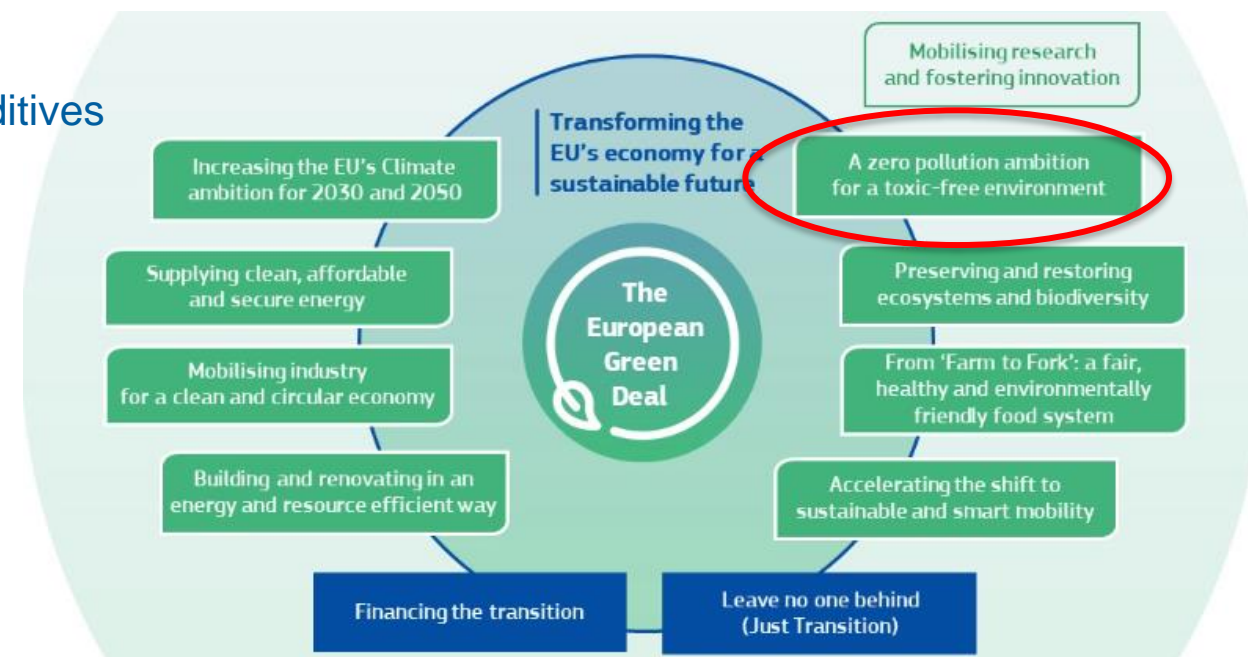 Mobilising research
and fostering innovation
Transforming the
EU's economy for a
sustainable future
Increasing the EU's Climate
ambition for 2030 and 2050
A zero pollution ambition
for a toxic-free environment
Supplying clean, affordable
and secure energy
Preserving and restoring
ecosystems and biodiversity
The
European
Green
Deal
Mobilising industry
for a clean and circular economy
From ‘Farm to Fork’: a fair,
healthy and environmentally
friendly food system
Building and renovating in an
energy and resource efficient way
Accelerating the shift to
sustainable and smart mobility
Financing the transition
Leave no one behind
(Just Transition)